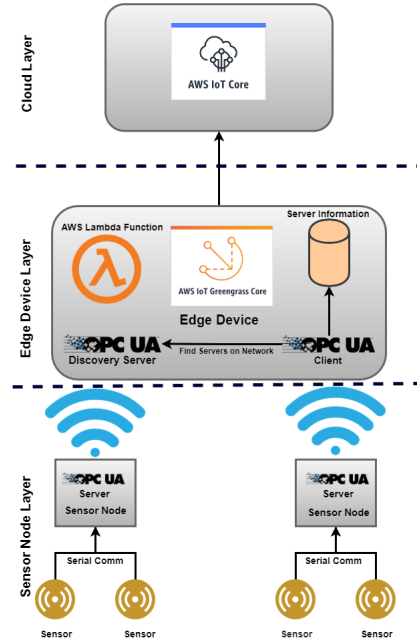 Cloud Layer
AWS IoT Core
Edge Device Layer
AWS Lambda Function
Server Information
AWS IoT Greengrass Core
Edge Device
OPC UA
Discovery Server
Find Servers on Network
OPC UA
Client
Sensor Node Layer
OPC UA
Server
Sensor Node
OPC UA
Server
Sensor Node
Serial Comm
Serial Comm
Sensor
Sensor
Sensor
Sensor